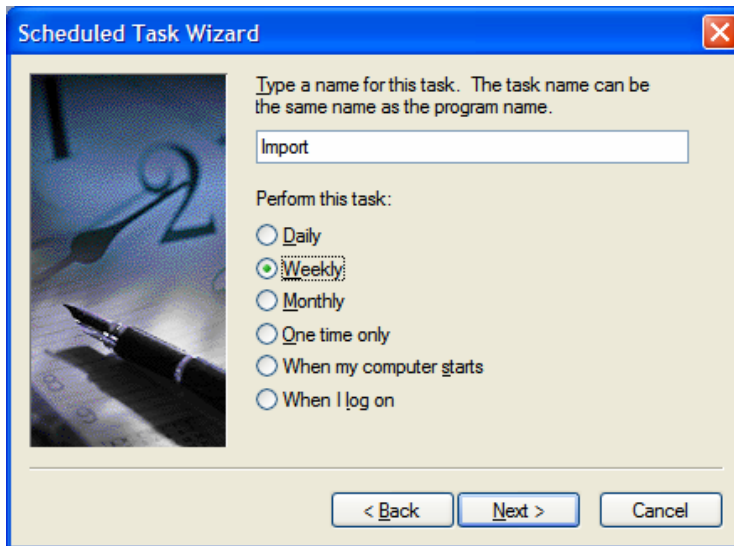 Scheduled Task Wizard
Type a name for this task. The task name can be
the same name as the program name.
Import
Perform this task:
Daily
Weekly
Monthly
One time only
When my computer starts
When I log on
< Back Next > Cancel